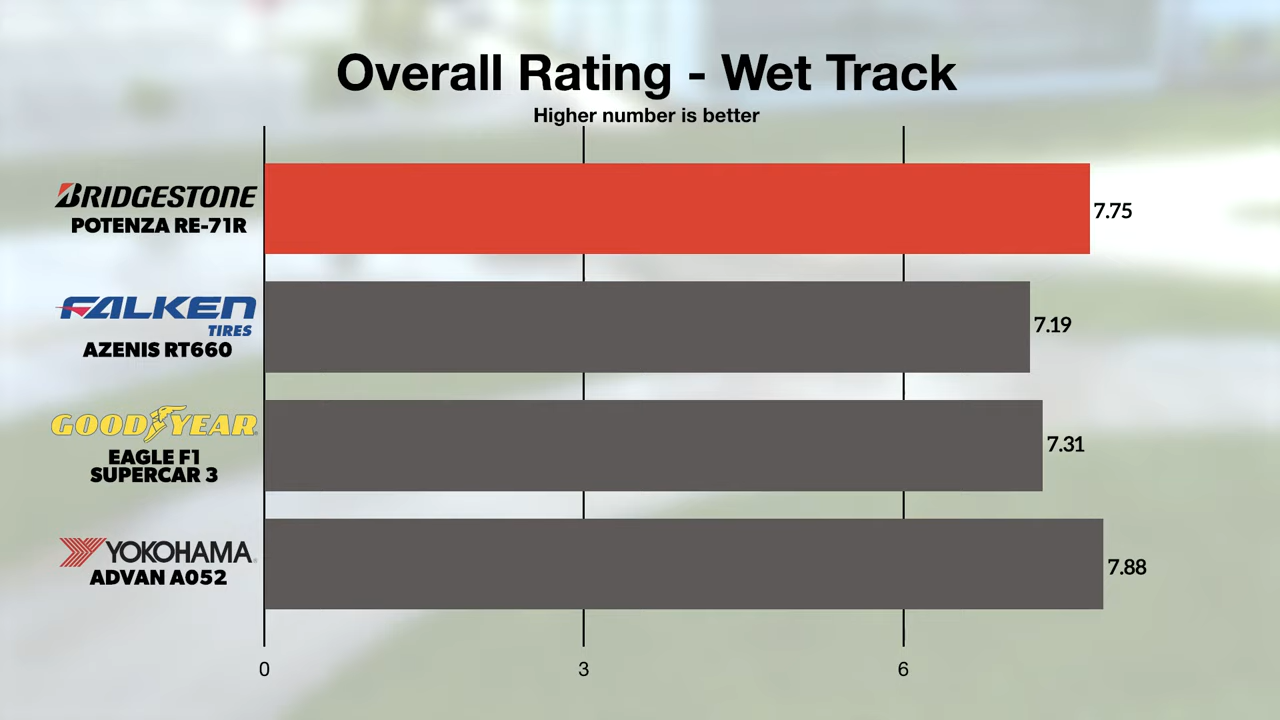 Overall Rating - Wet Track
Higher number is better
BRIDGESTONE
POTENZA RE-71R
7.75
FALKEN
TIRES
AZENIS RT660
7.19
GOODYEAR
EAGLE F1
SUPERCAR 3
7.31
YOKOHAMA
ADVAN A052
7.88
0 3 6